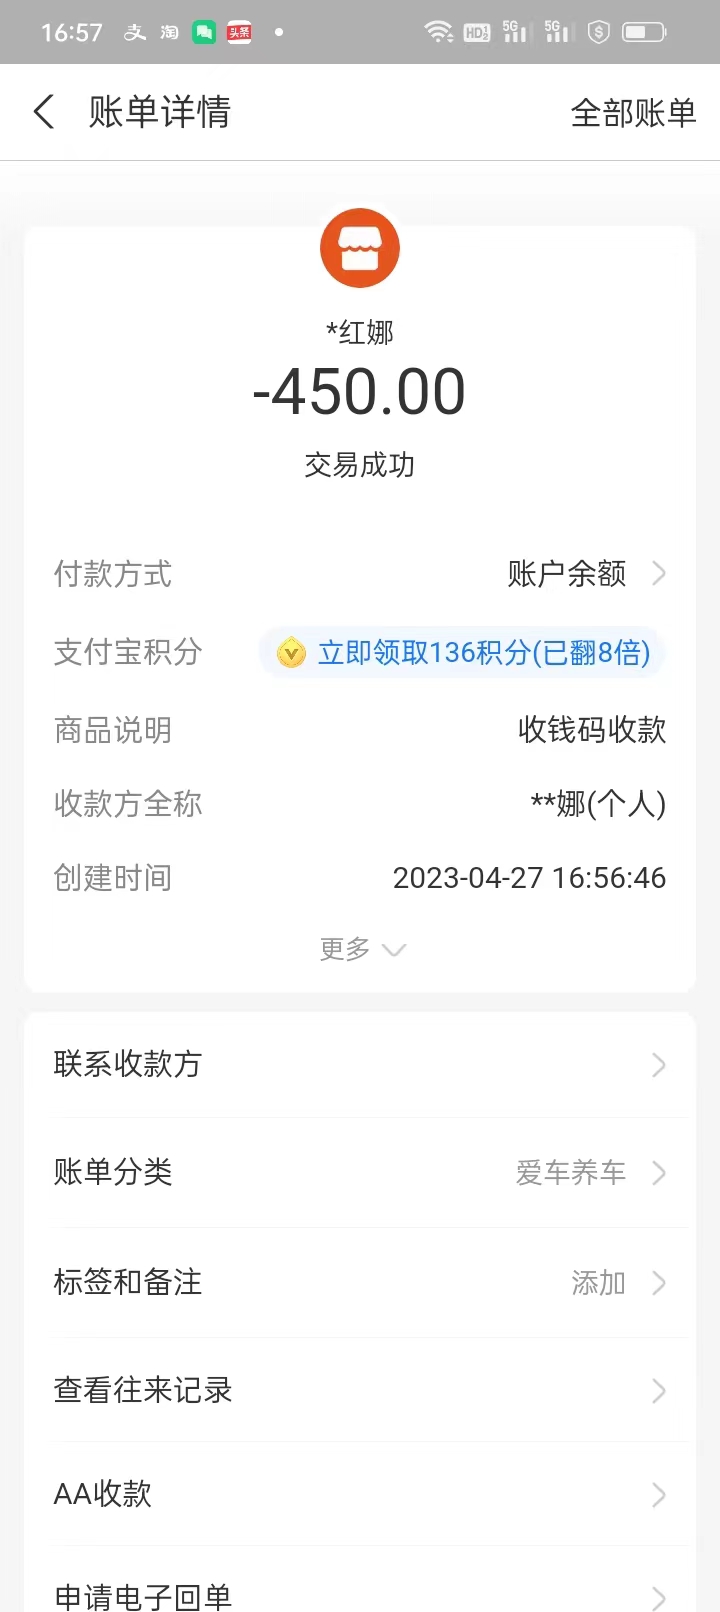 16:57 支 淘 头条 HD 2 5G 5G
账单详情 全部账单
*红娜
-450.00
交易成功
付款方式 账户余额
支付宝积分 立即领取136积分(已翻8倍)
商品说明 收钱码收款
收款方全称 **娜(个人)
创建时间 2023-04-27 16:56:46
更多
联系收款方
账单分类 爱车养车
标签和备注 添加
查看往来记录
AA收款
申请电子回单